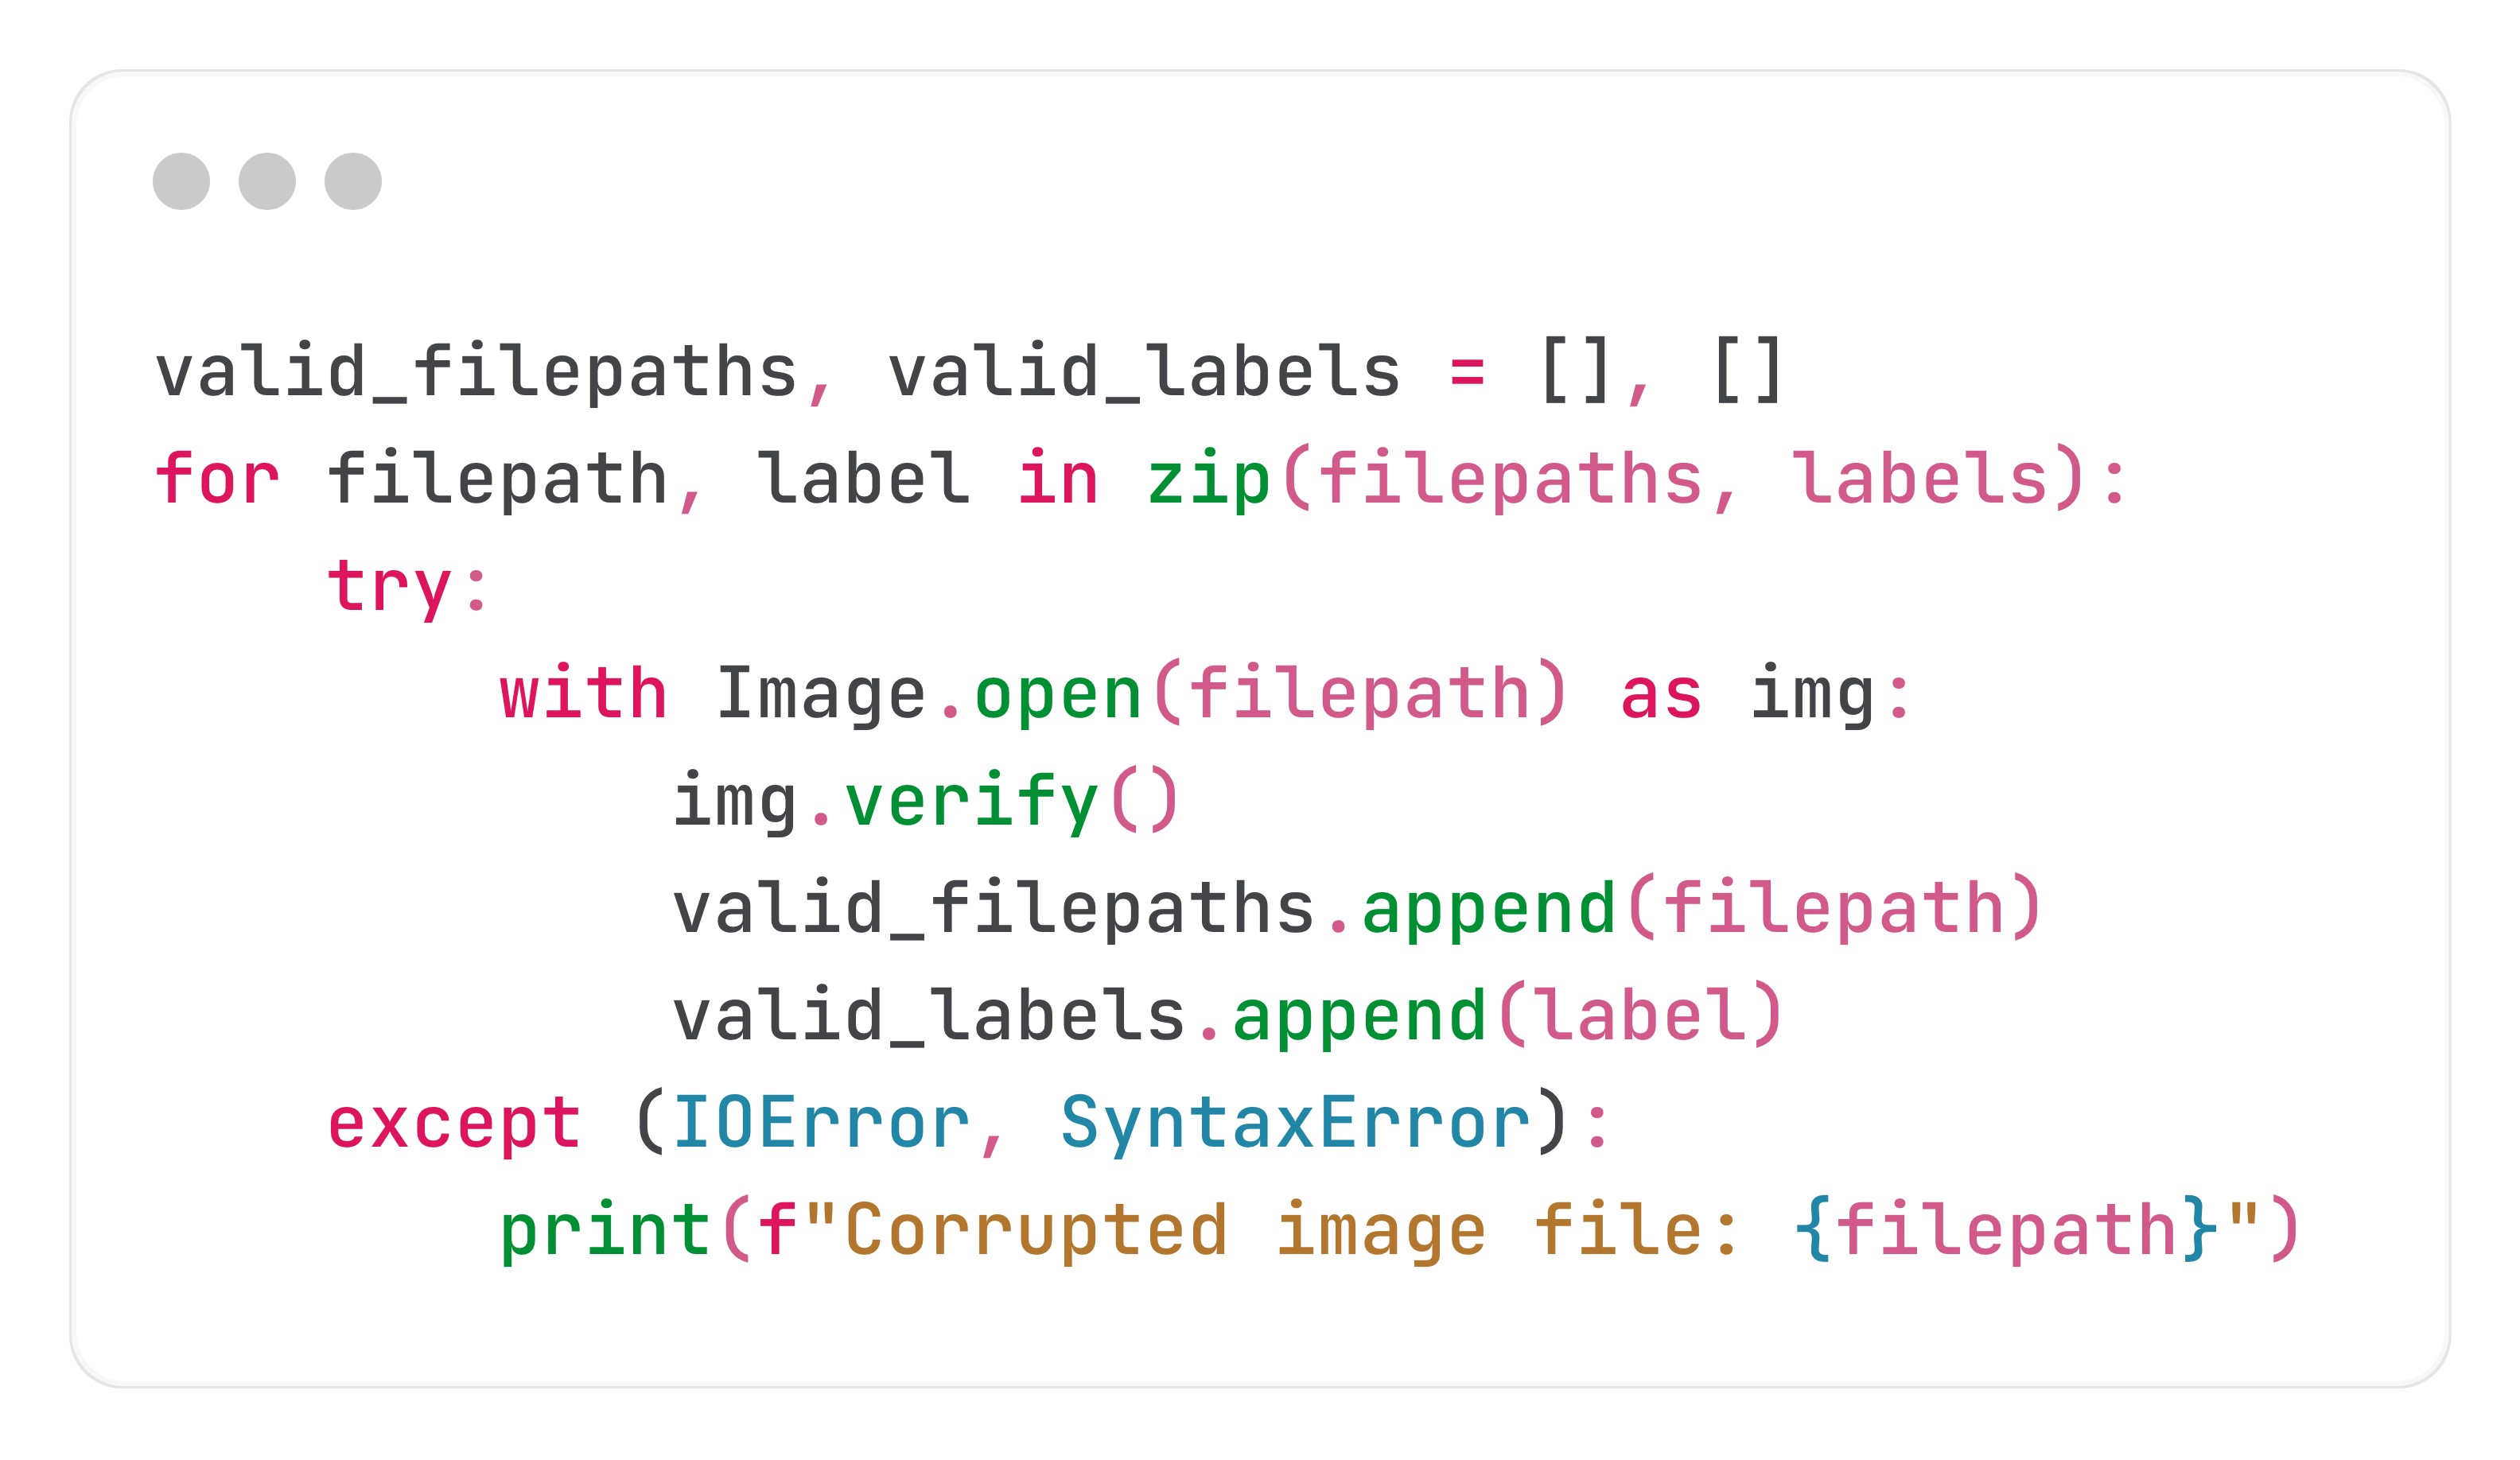 valid_filepaths, valid_labels = [], []
for filepath, label in zip(filepaths, labels):
    try:
        with Image.open(filepath) as img:
            img.verify()
            valid_filepaths.append(filepath)
            valid_labels.append(label)
    except (IOError, SyntaxError):
        print(f"Corrupted image file: {filepath}")